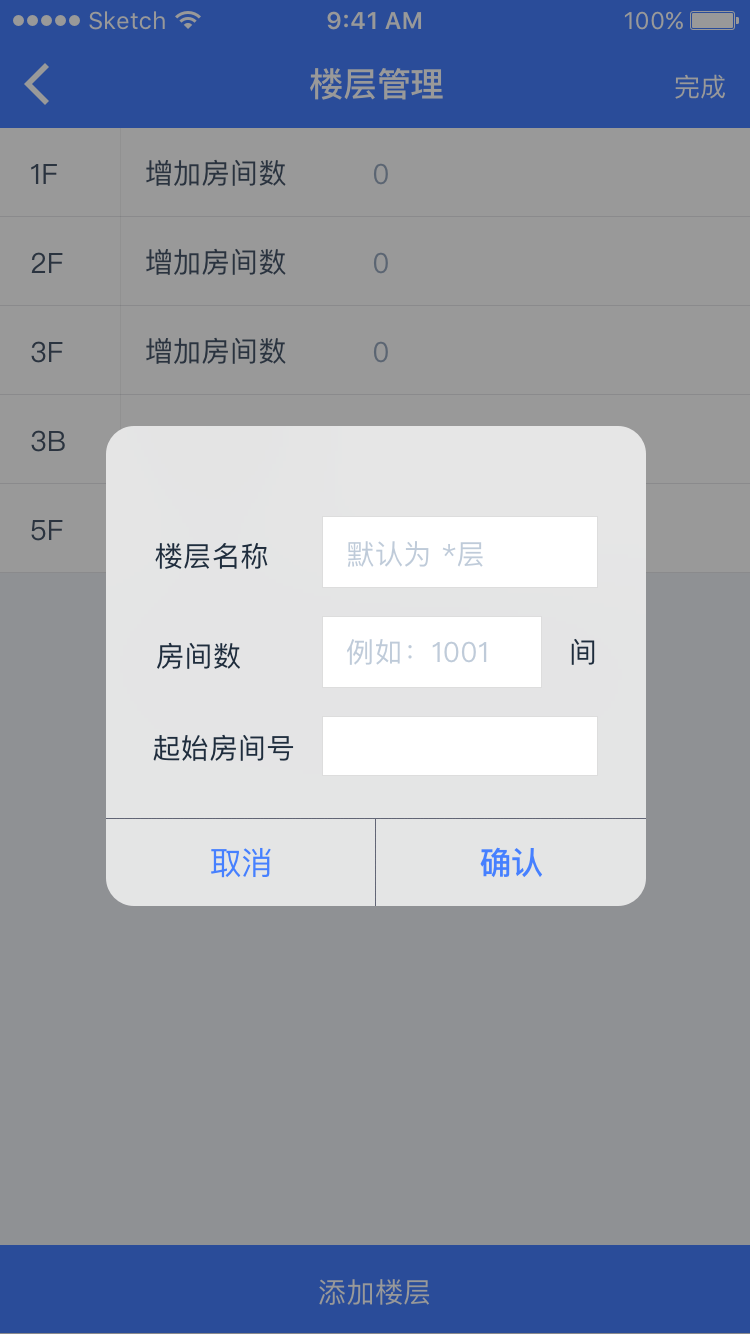 Sketch 9:41 AM 100%
楼层管理 完成
1F 增加房间数 0
2F 增加房间数 0
3F 增加房间数 0
3B
5F
楼层名称 默认为 *层
房间数 例如：1001 间
起始房间号
取消 确认
添加楼层